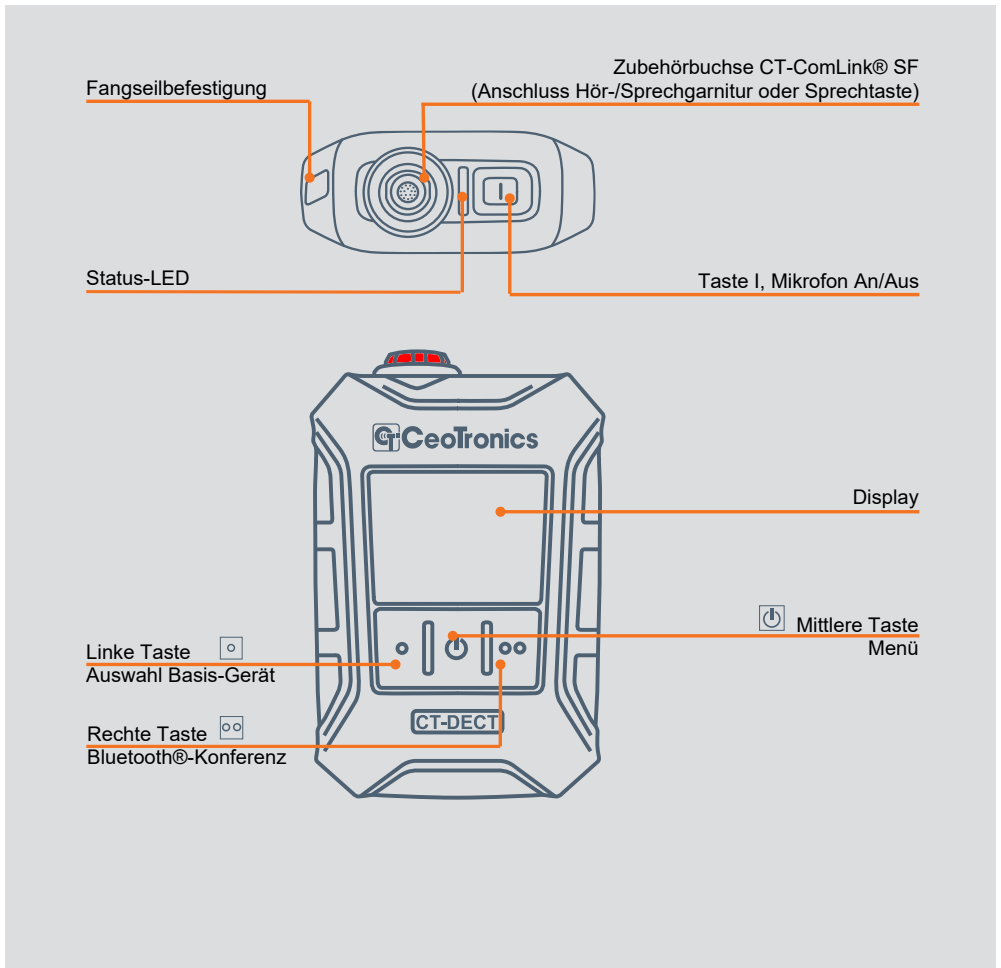 Fangseilbefestigung
Zubehörbuchse CT-ComLink® SF
(Anschluss Hör-/Sprechgarnitur oder Sprechtaste)
Status-LED
Taste I, Mikrofon An/Aus
CT CeoTronics
Display
Mittlere Taste
Menü
Linke Taste
Auswahl Basis-Gerät
CT-DECT
Rechte Taste
Bluetooth®-Konferenz